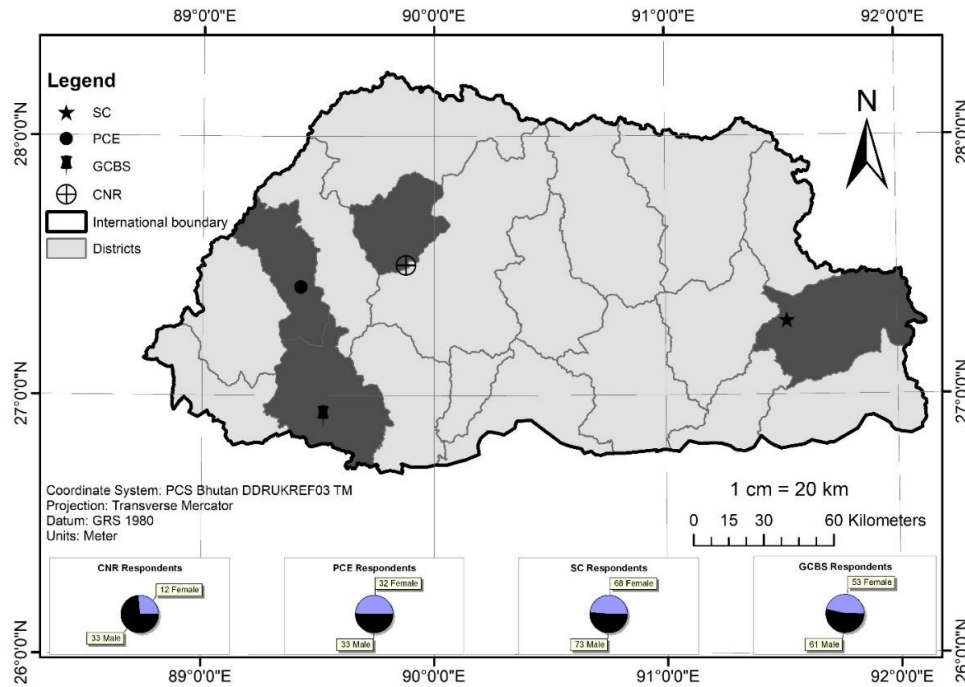 89°0'0"E 90°0'0"E 91°0'0"E 92°0'0"E
Legend
SC
PCE
GCBS
CNR
International boundary
Districts
N
28°0'0"N
28°0'0"N
27°0'0"N
27°0'0"N
Coordinate System: PCS Bhutan DDRUKREF03 TM
Projection: Transverse Mercator
Datum: GRS 1980
Units: Meter
1 cm = 20 km
0 15 30 60 Kilometers
CNR Respondents
12 Female
33 Male
PCE Respondents
32 Female
33 Male
SC Respondents
68 Female
73 Male
GCBS Respondents
53 Female
61 Male
26°0'0"N
26°0'0"N
89°0'0"E 90°0'0"E 91°0'0"E 92°0'0"E